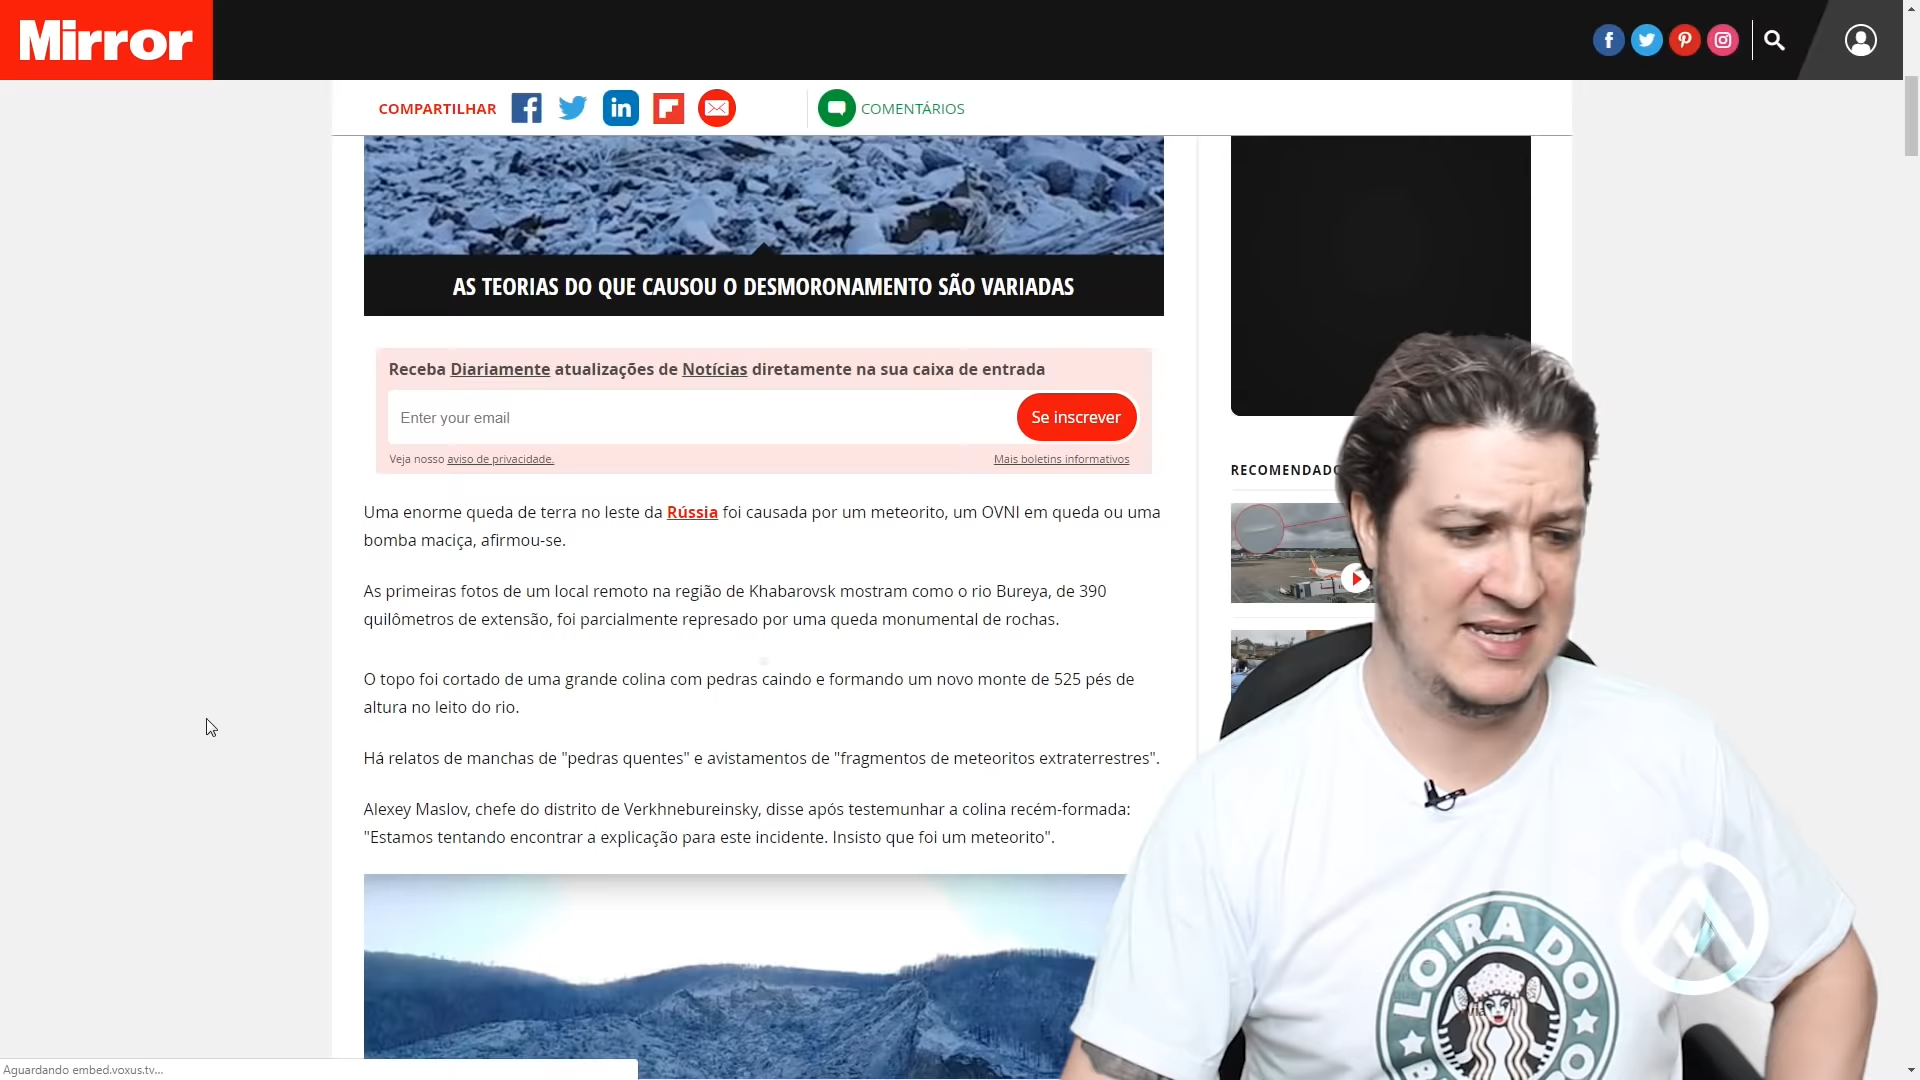 Mirror
COMPARTILHAR
COMENTÁRIOS
AS TEORIAS DO QUE CAUSOU O DESMORONAMENTO SÃO VARIADAS
Receba Diariamente atualizações de Notícias diretamente na sua caixa de entrada
Enter your email
Se inscrever
Veja nosso aviso de privacidade.
Mais boletins informativos
Uma enorme queda de terra no leste da Rússia foi causada por um meteorito, um OVNI em queda ou uma
bomba maciça, afirmou-se.
As primeiras fotos de um local remoto na região de Khabarovsk mostram como o rio Bureya, de 390
quilômetros de extensão, foi parcialmente represado por uma queda monumental de rochas.
O topo foi cortado de uma grande colina com pedras caindo e formando um novo monte de 525 pés de
altura no leito do rio.
Há relatos de manchas de "pedras quentes" e avistamentos de "fragmentos de meteoritos extraterrestres".
Alexey Maslov, chefe do distrito de Verkhnebureinsky, disse após testemunhar a colina recém-formada:
"Estamos tentando encontrar a explicação para este incidente. Insisto que foi um meteorito".
RECOMENDADO
LOIRA DO
Aguardando embed.voxus.tv...